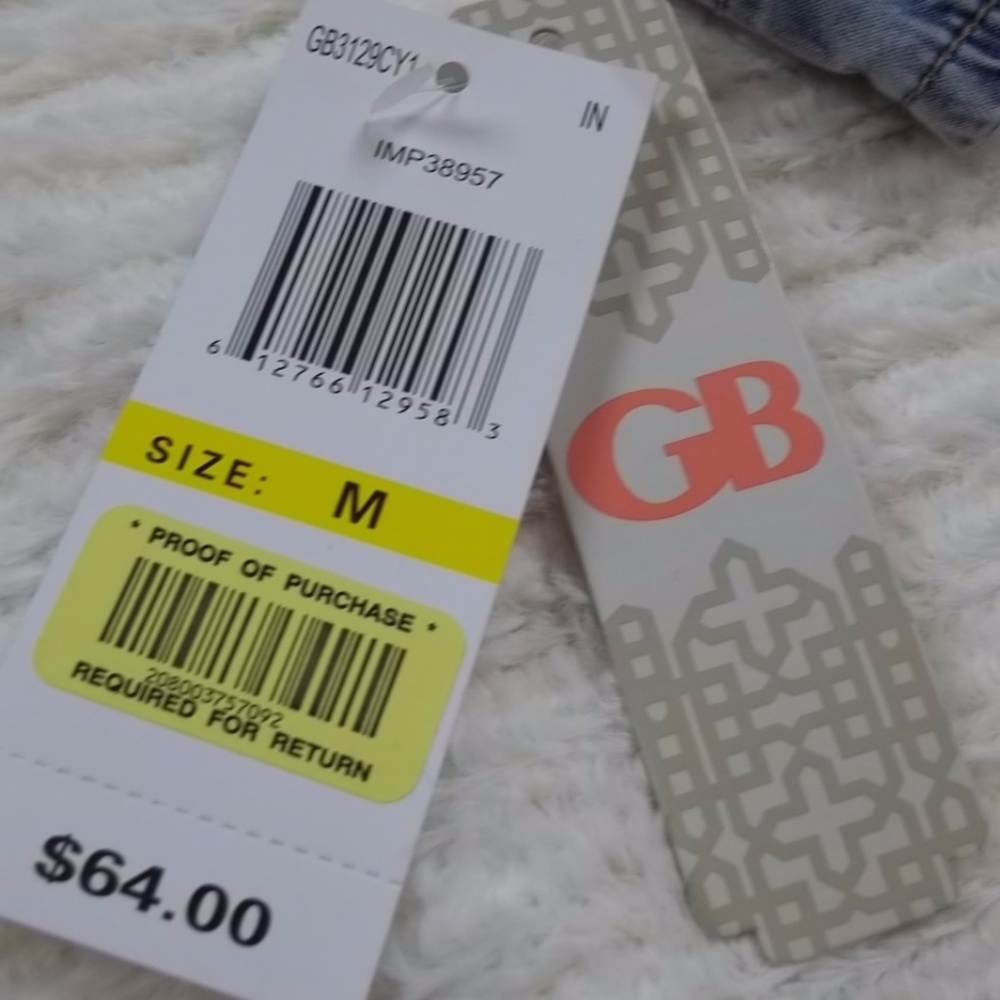 GB3129CY1
IN
IMP38957
6 12766 12958 3
SIZE: M
* PROOF OF PURCHASE *
208003757092
REQUIRED FOR RETURN
$64.00
GB